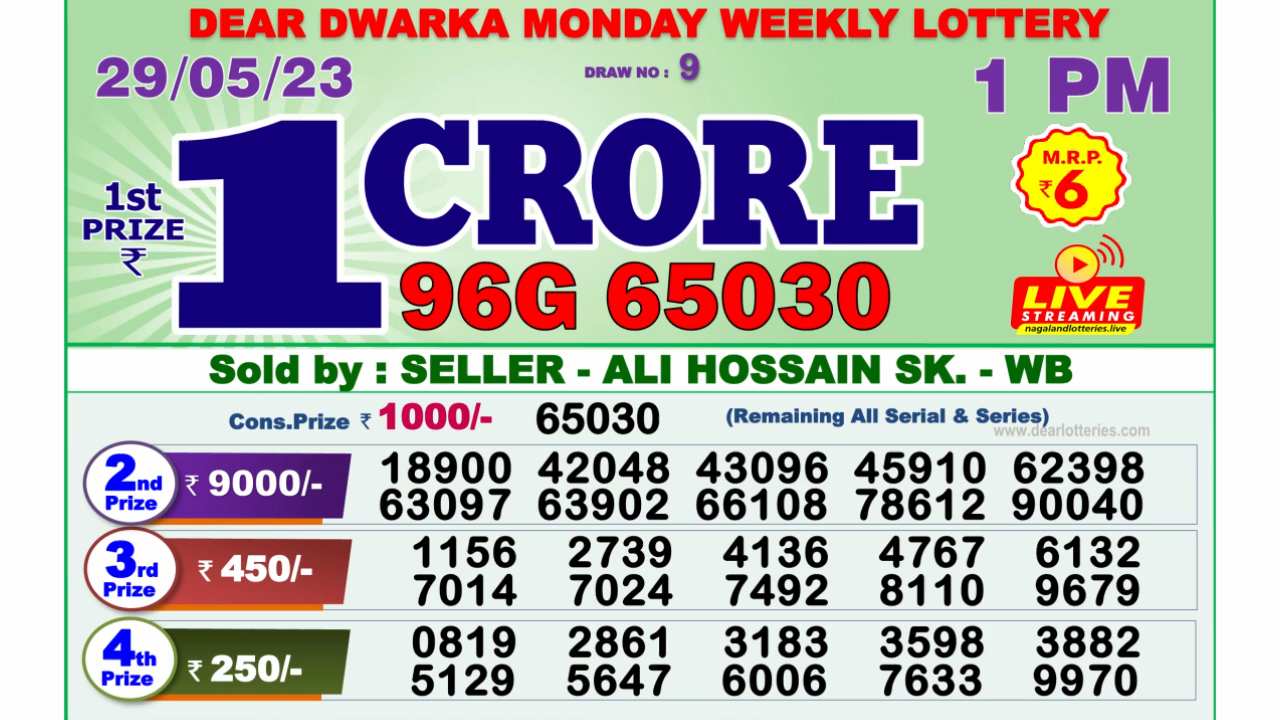 DEAR DWARKA MONDAY WEEKLY LOTTERY
29/05/23 DRAW NO : 9 1 PM
1st PRIZE ₹ 1 CRORE
M.R.P. ₹6
96G 65030
LIVE
STREAMING
nagalandlotteries.live
Sold by : SELLER - ALI HOSSAIN SK. - WB
Cons.Prize ₹ 1000/- 65030 (Remaining All Serial & Series)
www.dearlotteries.com
2nd Prize ₹ 9000/-
18900 42048 43096 45910 62398
63097 63902 66108 78612 90040
3rd Prize ₹ 450/-
1156 2739 4136 4767 6132
7014 7024 7492 8110 9679
4th Prize ₹ 250/-
0819 2861 3183 3598 3882
5129 5647 6006 7633 9970